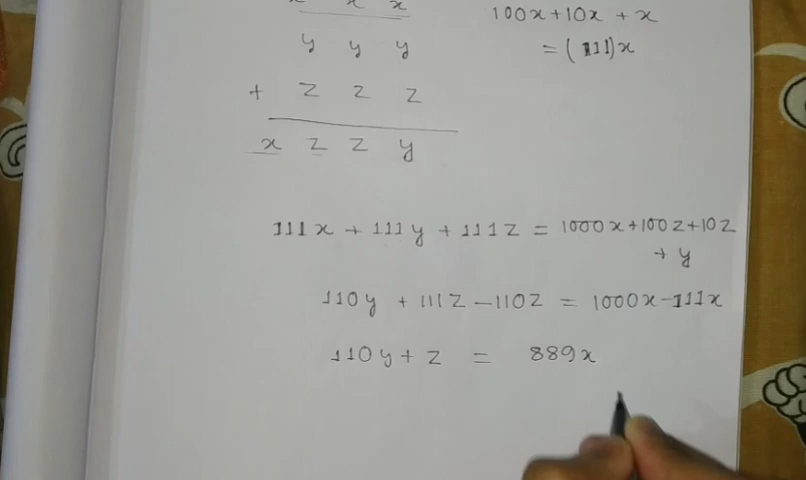 x x x
100x+10x + x
y y y
= (111)x
+ z z z
x z z y
111x + 111y + 111z = 1000x+100z+10z
+ y
110y + 111z - 110z = 1000x-111x
110y + z = 889x